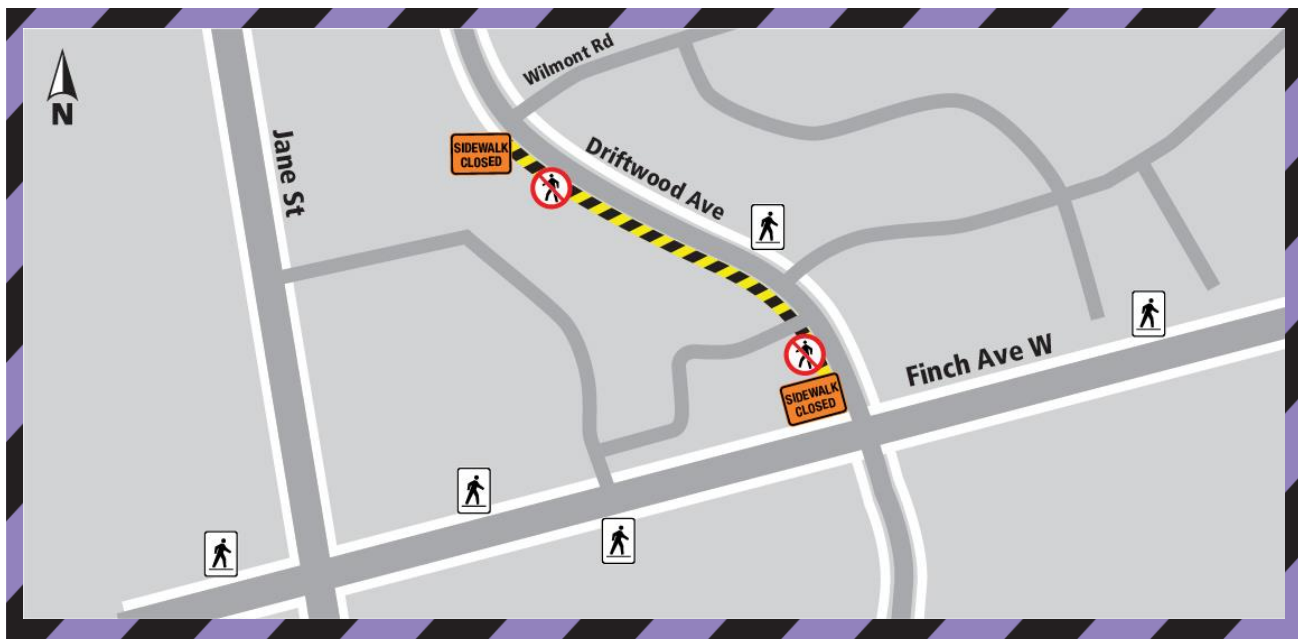 N
Wilmont Rd
Jane St
SIDEWALK
CLOSED
Driftwood Ave
Finch Ave W
SIDEWALK
CLOSED